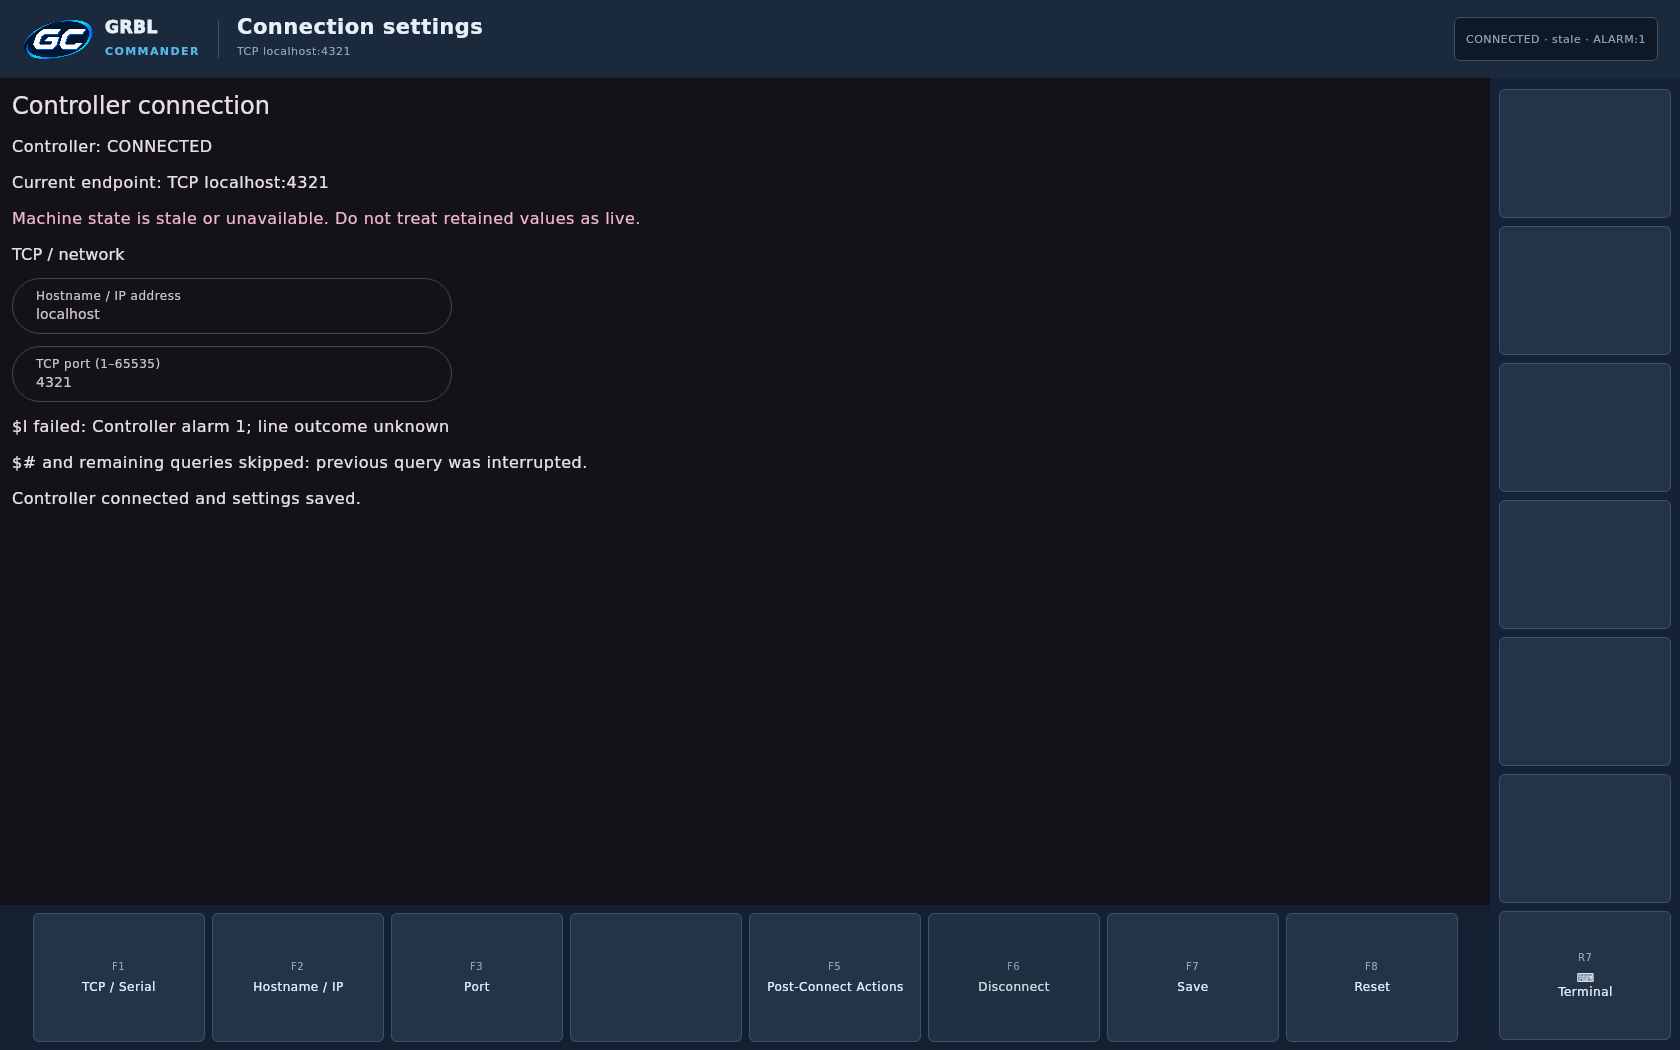 GC
GRBL
COMMANDER
Connection settings
TCP localhost:4321
CONNECTED · stale · ALARM:1
Controller connection
Controller: CONNECTED
Current endpoint: TCP localhost:4321
Machine state is stale or unavailable. Do not treat retained values as live.
TCP / network
Hostname / IP address
localhost
TCP port (1–65535)
4321
$I failed: Controller alarm 1; line outcome unknown
$# and remaining queries skipped: previous query was interrupted.
Controller connected and settings saved.
F1
TCP / Serial
F2
Hostname / IP
F3
Port
F5
Post-Connect Actions
F6
Disconnect
F7
Save
F8
Reset
R7
Terminal